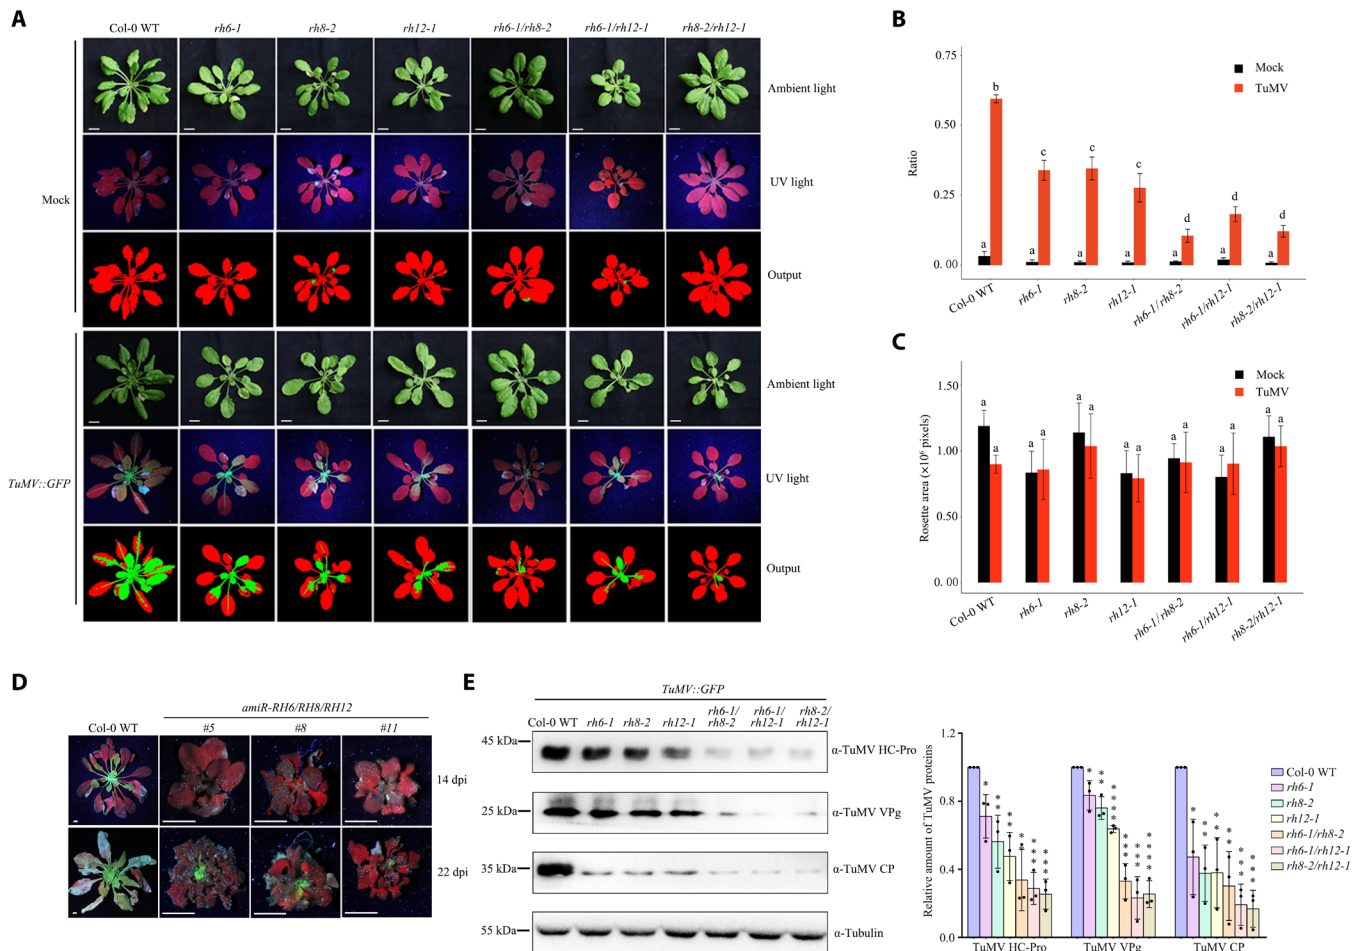 A
Col-0 WT rh6-1 rh8-2 rh12-1 rh6-1/rh8-2 rh6-1/rh12-1 rh8-2/rh12-1
Ambient light
Mock
UV light
Output
Ambient light
TuMV::GFP
UV light
Output
B
0.75
0.50
0.25
0.00
Ratio
Mock
TuMV
a b a c a c a c a d a d a d
Col-0 WT rh6-1 rh8-2 rh12-1 rh6-1/rh8-2 rh6-1/rh12-1 rh8-2/rh12-1
C
1.50
1.00
0.50
0.00
Rosette area (×10⁶ pixels)
Mock
TuMV
a a a a a a a a a a a a a a
Col-0 WT rh6-1 rh8-2 rh12-1 rh6-1/rh8-2 rh6-1/rh12-1 rh8-2/rh12-1
D
amiR-RH6/RH8/RH12
Col-0 WT #5 #8 #11
14 dpi
22 dpi
E
TuMV::GFP
rh6-1/ rh6-1/ rh8-2/
Col-0 WT rh6-1 rh8-2 rh12-1 rh8-2 rh12-1 rh12-1
45 kDa α-TuMV HC-Pro
25 kDa α-TuMV VPg
35 kDa α-TuMV CP
55 kDa α-Tubulin
Relative amount of TuMV proteins
1.2
0.8
0.4
0.0
TuMV HC-Pro TuMV VPg TuMV CP
Col-0 WT
rh6-1
rh8-2
rh12-1
rh6-1/rh8-2
rh6-1/rh12-1
rh8-2/rh12-1